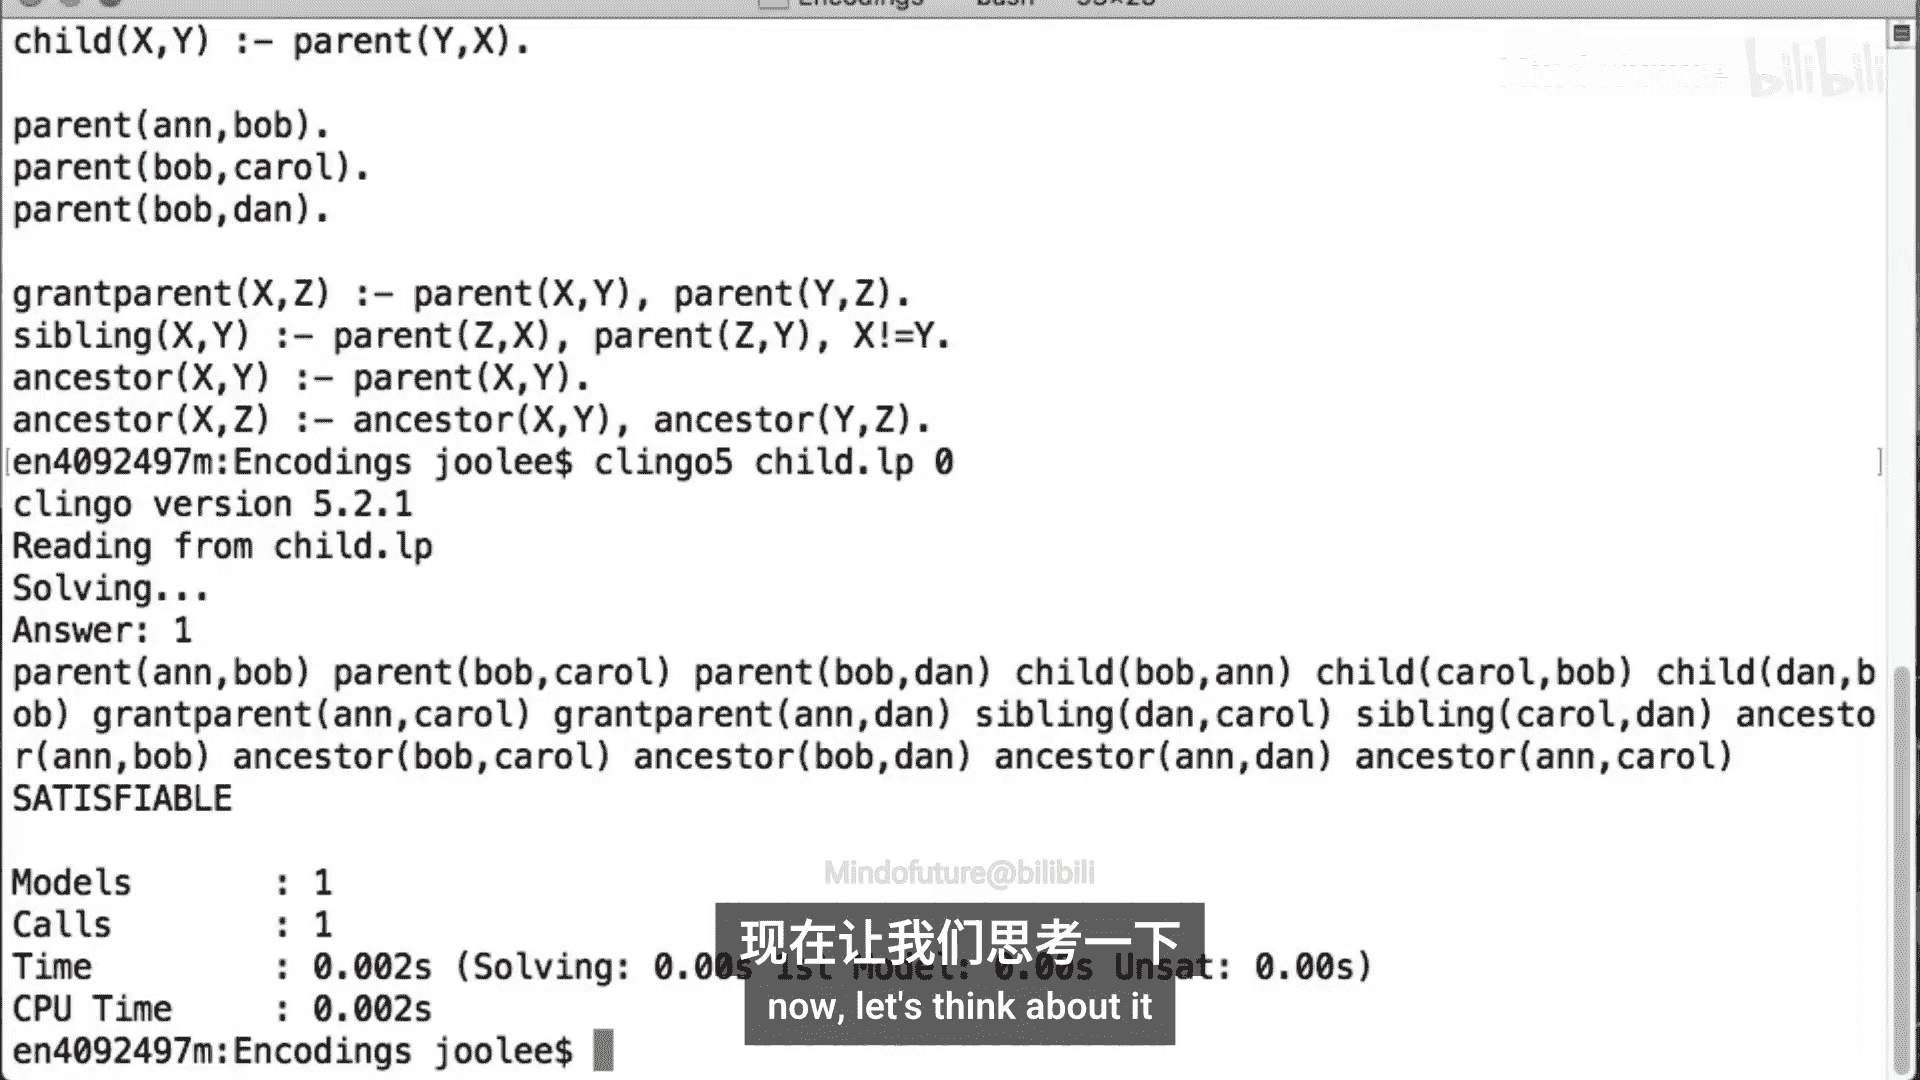 child(X,Y) :- parent(Y,X).
bilibili
parent(ann,bob).
parent(bob,carol).
parent(bob,dan).
grantparent(X,Z) :- parent(X,Y), parent(Y,Z).
sibling(X,Y) :- parent(Z,X), parent(Z,Y), X!=Y.
ancestor(X,Y) :- parent(X,Y).
ancestor(X,Z) :- ancestor(X,Y), ancestor(Y,Z).
[en4092497m:Encodings joolee$ clingo5 child.lp 0 ]
clingo version 5.2.1
Reading from child.lp
Solving...
Answer: 1
parent(ann,bob) parent(bob,carol) parent(bob,dan) child(bob,ann) child(carol,bob) child(dan,b
ob) grantparent(ann,carol) grantparent(ann,dan) sibling(dan,carol) sibling(carol,dan) ancesto
r(ann,bob) ancestor(bob,carol) ancestor(bob,dan) ancestor(ann,dan) ancestor(ann,carol)
SATISFIABLE
Models : 1
Mindofuture@bilibili
Calls : 1
现在让我们思考一下
Time : 0.002s (Solving: 0.00s 1st Model: 0.00s Unsat: 0.00s)
now, let's think about it
CPU Time : 0.002s
en4092497m:Encodings joolee$